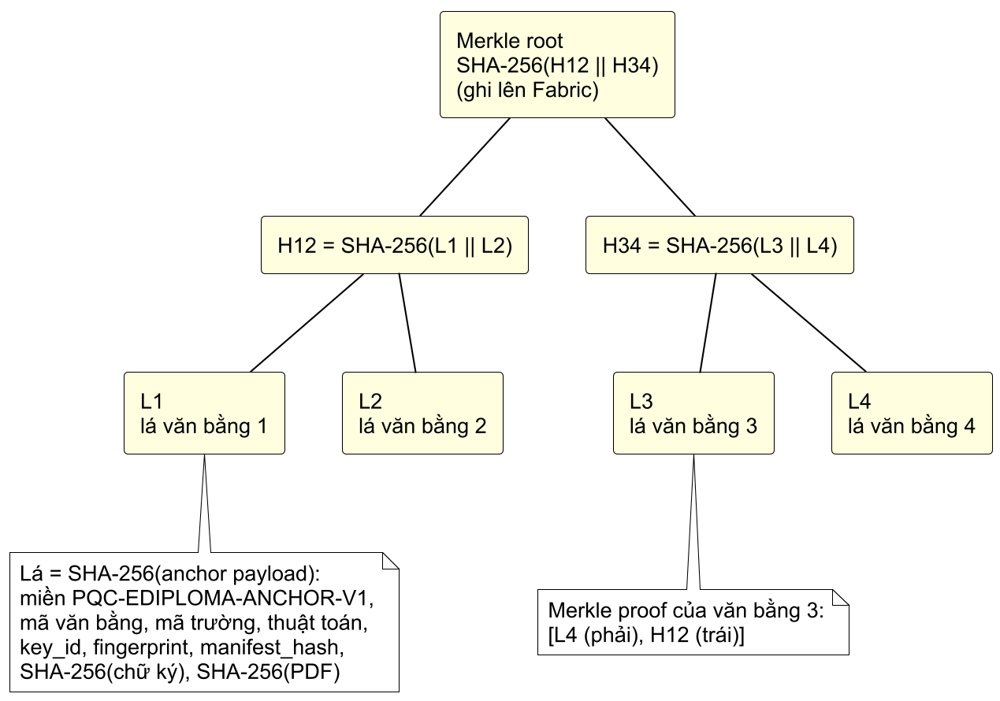 Merkle root
SHA-256(H12 || H34)
(ghi lên Fabric)
H12 = SHA-256(L1 || L2)
H34 = SHA-256(L3 || L4)
L1
lá văn bằng 1
L2
lá văn bằng 2
L3
lá văn bằng 3
L4
lá văn bằng 4
Lá = SHA-256(anchor payload):
miền PQC-EDIPLOMA-ANCHOR-V1,
mã văn bằng, mã trường, thuật toán,
key_id, fingerprint, manifest_hash,
SHA-256(chữ ký), SHA-256(PDF)
Merkle proof của văn bằng 3:
[L4 (phải), H12 (trái)]